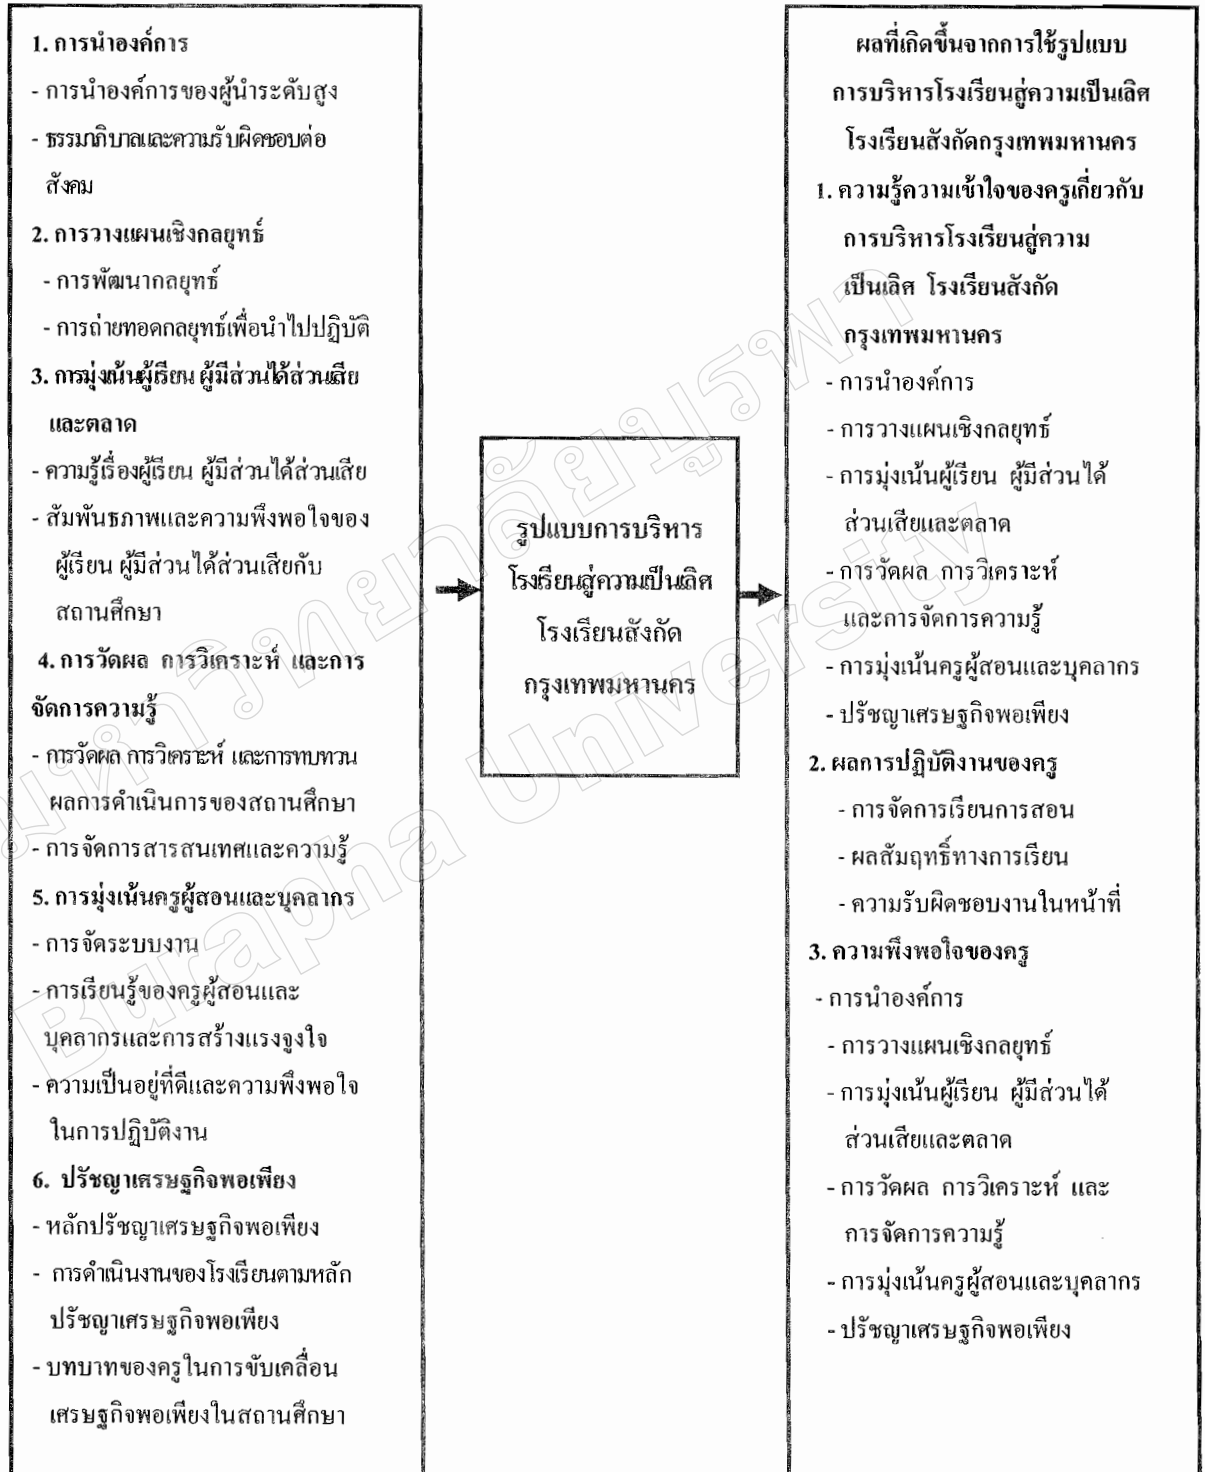 1. การนำองค์การ
- การนำองค์การของผู้นำระดับสูง
- ธรรมาภิบาลและความรับผิดชอบต่อ
สังคม
2. การวางแผนเชิงกลยุทธ์
- การพัฒนากลยุทธ์
- การถ่ายทอดกลยุทธ์เพื่อนำไปปฏิบัติ
3. การมุ่งเน้นผู้เรียน ผู้มีส่วนได้ส่วนเสีย
และตลาด
- ความรู้เรื่องผู้เรียน ผู้มีส่วนได้ส่วนเสีย
- สัมพันธภาพและความพึงพอใจของ
ผู้เรียน ผู้มีส่วนได้ส่วนเสียกับ
สถานศึกษา
4. การวัดผล การวิเคราะห์ และการ
จัดการความรู้
- การวัดผล การวิเคราะห์ และการทบทวน
ผลการดำเนินการของสถานศึกษา
- การจัดการสารสนเทศและความรู้
5. การมุ่งเน้นครูผู้สอนและบุคลากร
- การจัดระบบงาน
- การเรียนรู้ของครูผู้สอนและ
บุคลากรและการสร้างแรงจูงใจ
- ความเป็นอยู่ที่ดีและความพึงพอใจ
ในการปฏิบัติงาน
6. ปรัชญาเศรษฐกิจพอเพียง
- หลักปรัชญาเศรษฐกิจพอเพียง
- การดำเนินงานของโรงเรียนตามหลัก
ปรัชญาเศรษฐกิจพอเพียง
- บทบาทของครูในการขับเคลื่อน
เศรษฐกิจพอเพียงในสถานศึกษา
รูปแบบการบริหาร
โรงเรียนสู่ความเป็นเลิศ
โรงเรียนสังกัด
กรุงเทพมหานคร
ผลที่เกิดขึ้นจากการใช้รูปแบบ
การบริหารโรงเรียนสู่ความเป็นเลิศ
โรงเรียนสังกัดกรุงเทพมหานคร
1. ความรู้ความเข้าใจของครูเกี่ยวกับ
การบริหารโรงเรียนสู่ความ
เป็นเลิศ โรงเรียนสังกัด
กรุงเทพมหานคร
- การนำองค์การ
- การวางแผนเชิงกลยุทธ์
- การมุ่งเน้นผู้เรียน ผู้มีส่วนได้
ส่วนเสียและตลาด
- การวัดผล การวิเคราะห์
และการจัดการความรู้
- การมุ่งเน้นครูผู้สอนและบุคลากร
- ปรัชญาเศรษฐกิจพอเพียง
2. ผลการปฏิบัติงานของครู
- การจัดการเรียนการสอน
- ผลสัมฤทธิ์ทางการเรียน
- ความรับผิดชอบงานในหน้าที่
3. ความพึงพอใจของครู
- การนำองค์การ
- การวางแผนเชิงกลยุทธ์
- การมุ่งเน้นผู้เรียน ผู้มีส่วนได้
ส่วนเสียและตลาด
- การวัดผล การวิเคราะห์ และ
การจัดการความรู้
- การมุ่งเน้นครูผู้สอนและบุคลากร
- ปรัชญาเศรษฐกิจพอเพียง
มหาวิทยาลัยบูรพา
Burapha University